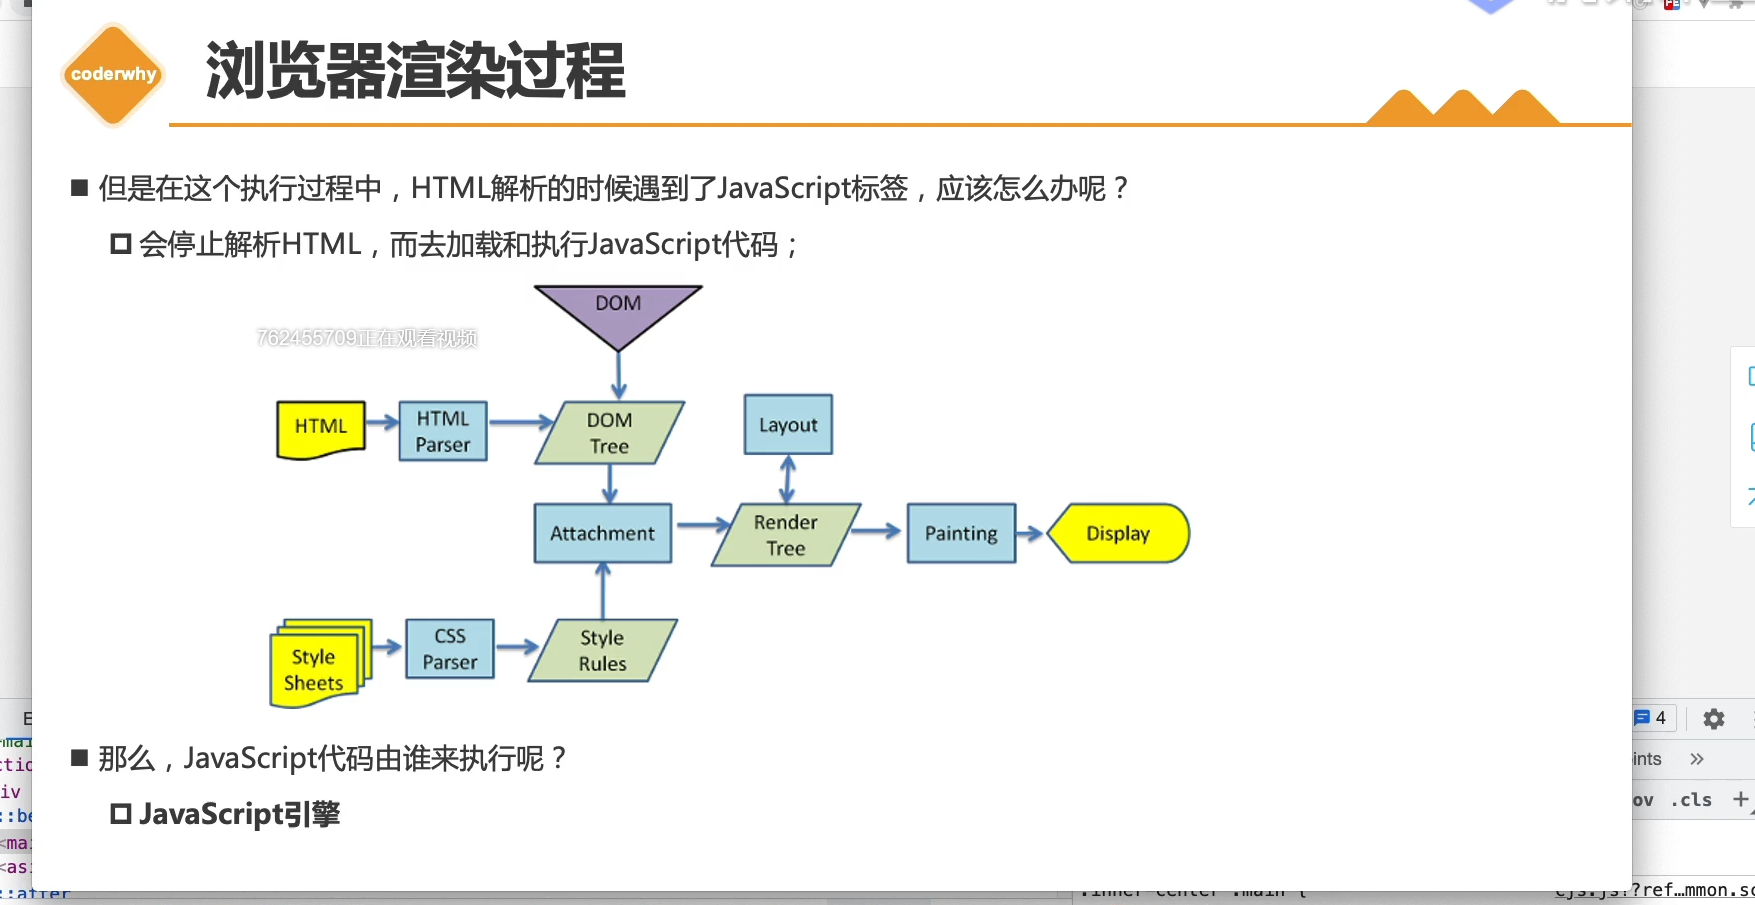 coderwhy
浏览器渲染过程
但是在这个执行过程中，HTML解析的时候遇到了JavaScript标签，应该怎么办呢？
会停止解析HTML，而去加载和执行JavaScript代码；
DOM
762455709正在观看视频
HTML
HTML
Parser
DOM
Tree
Layout
Attachment
Render
Tree
Painting
Display
Style
Sheets
CSS
Parser
Style
Rules
4
那么，JavaScript代码由谁来执行呢？
JavaScript引擎
.cls
::after
.inner-center .main {
cjs.js!?ref…mmon.sc